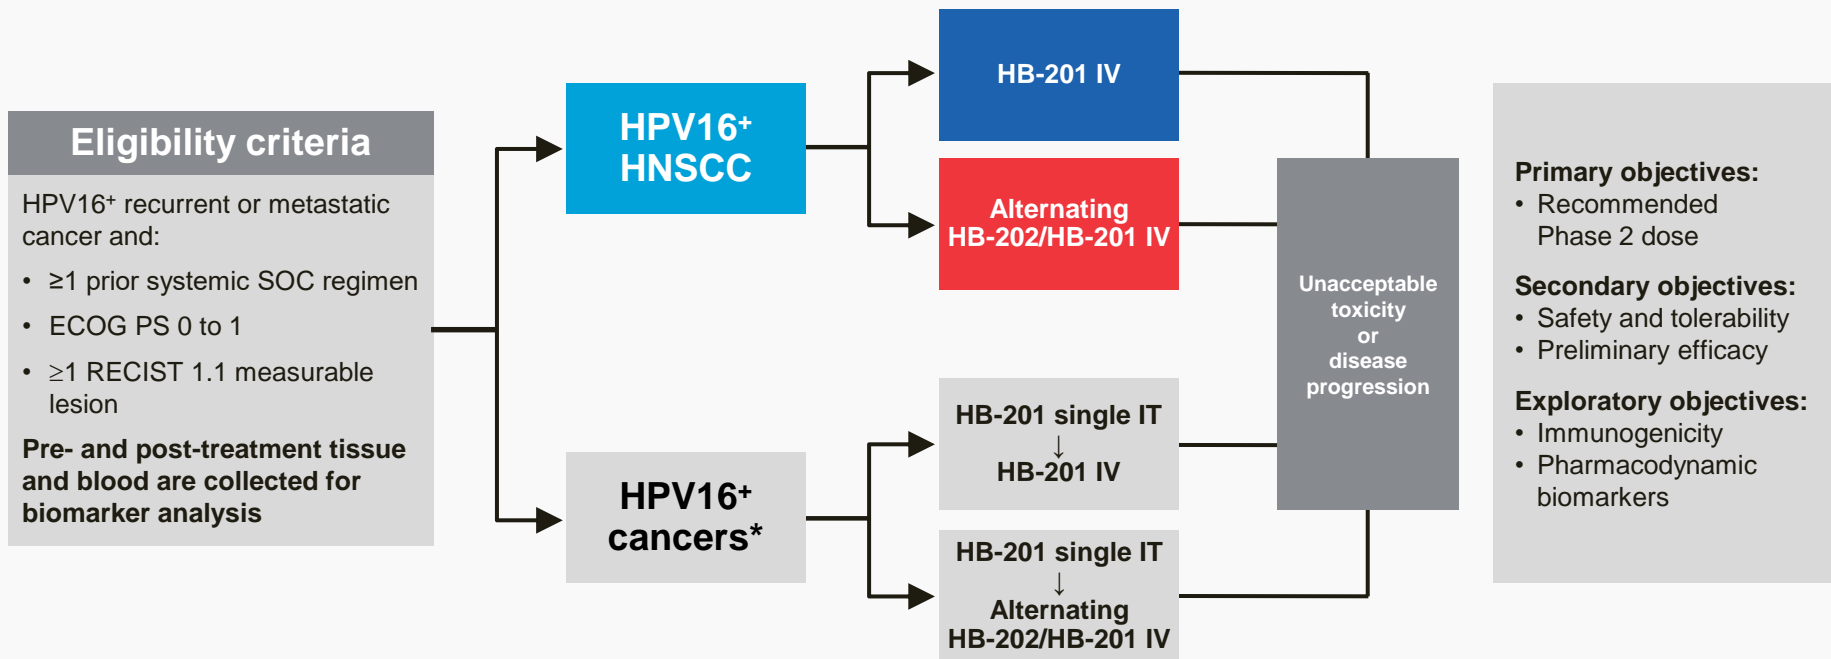 Eligibility criteria
HPV16+ recurrent or metastatic
cancer and:
• ≥1 prior systemic SOC regimen
• ECOG PS 0 to 1
• ≥1 RECIST 1.1 measurable
lesion
Pre- and post-treatment tissue
and blood are collected for
biomarker analysis
HPV16+
HNSCC
HPV16+
cancers*
HB-201 IV
Alternating
HB-202/HB-201 IV
HB-201 single IT
↓
HB-201 IV
HB-201 single IT
↓
Alternating
HB-202/HB-201 IV
Unacceptable
toxicity
or
disease
progression
Primary objectives:
• Recommended
Phase 2 dose
Secondary objectives:
• Safety and tolerability
• Preliminary efficacy
Exploratory objectives:
• Immunogenicity
• Pharmacodynamic
biomarkers